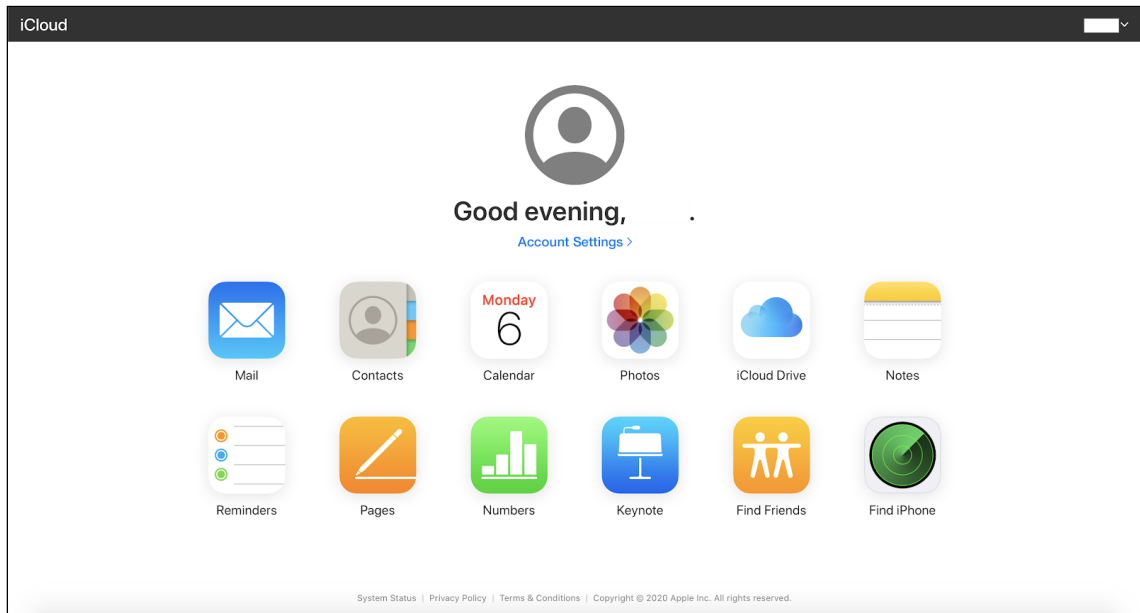 iCloud
Good evening, .
Account Settings >
Monday
6
Mail Contacts Calendar Photos iCloud Drive Notes
Reminders Pages Numbers Keynote Find Friends Find iPhone
System Status | Privacy Policy | Terms & Conditions | Copyright © 2020 Apple Inc. All rights reserved.